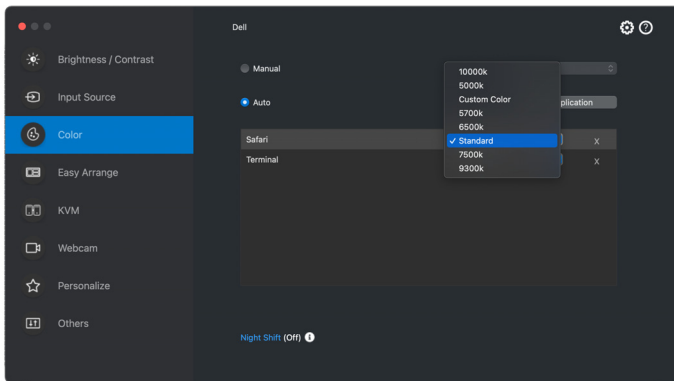 Dell
Brightness / Contrast
Input Source
Color
Easy Arrange
KVM
Webcam
Personalize
Others
Manual
Auto
plication
Safari
X
Terminal
X
10000k
5000k
Custom Color
5700k
6500k
✓ Standard
7500k
9300k
Night Shift (Off)